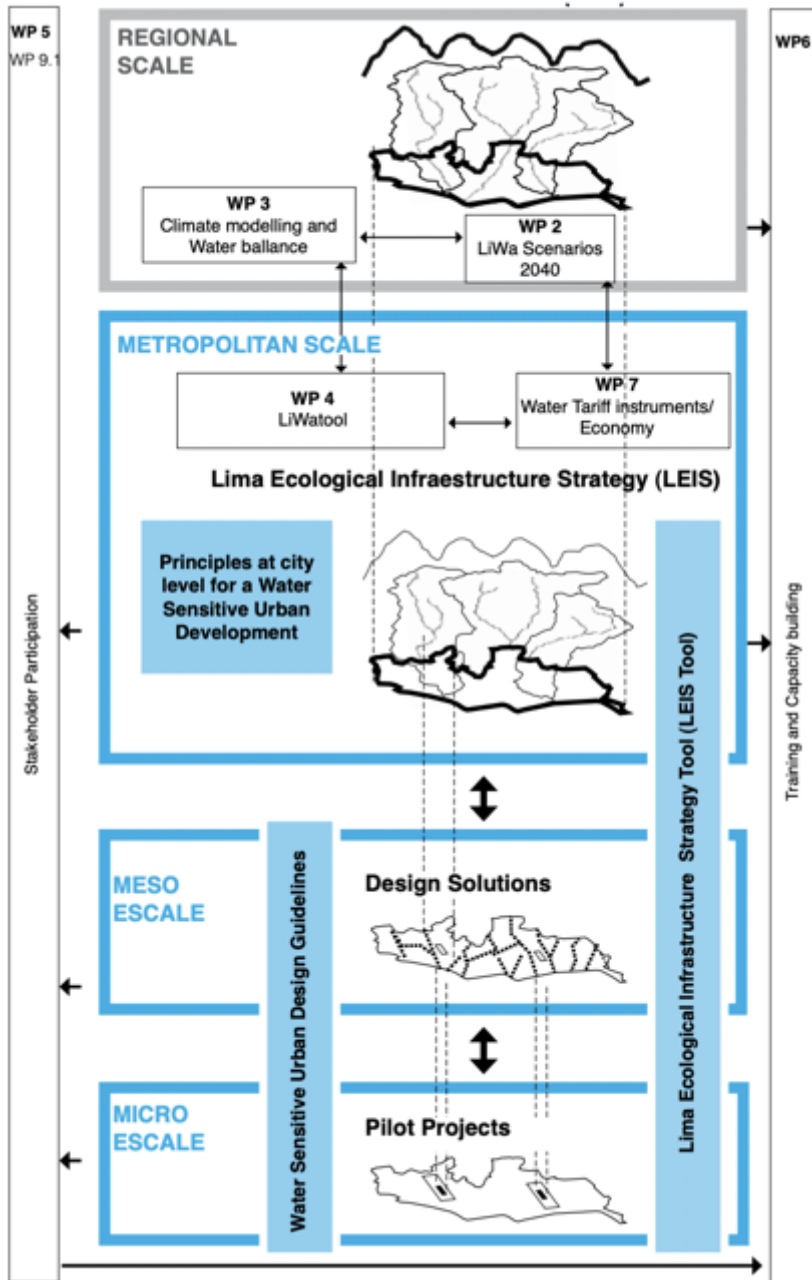 WP 5
WP 9.1
Stakeholder Participation
REGIONAL
SCALE
WP 3
Climate modelling and
Water ballance
WP 2
LiWa Scenarios
2040
METROPOLITAN SCALE
WP 4
LiWatool
WP 7
Water Tariff instruments/
Economy
Lima Ecological Infraestructure Strategy (LEIS)
Principles at city
level for a Water
Sensitive Urban
Development
Lima Ecological Infrastructure Strategy Tool (LEIS Tool)
MESO
ESCALE
Water Sensitive Urban Design Guidelines
Design Solutions
MICRO
ESCALE
Pilot Projects
WP6
Training and Capacity building